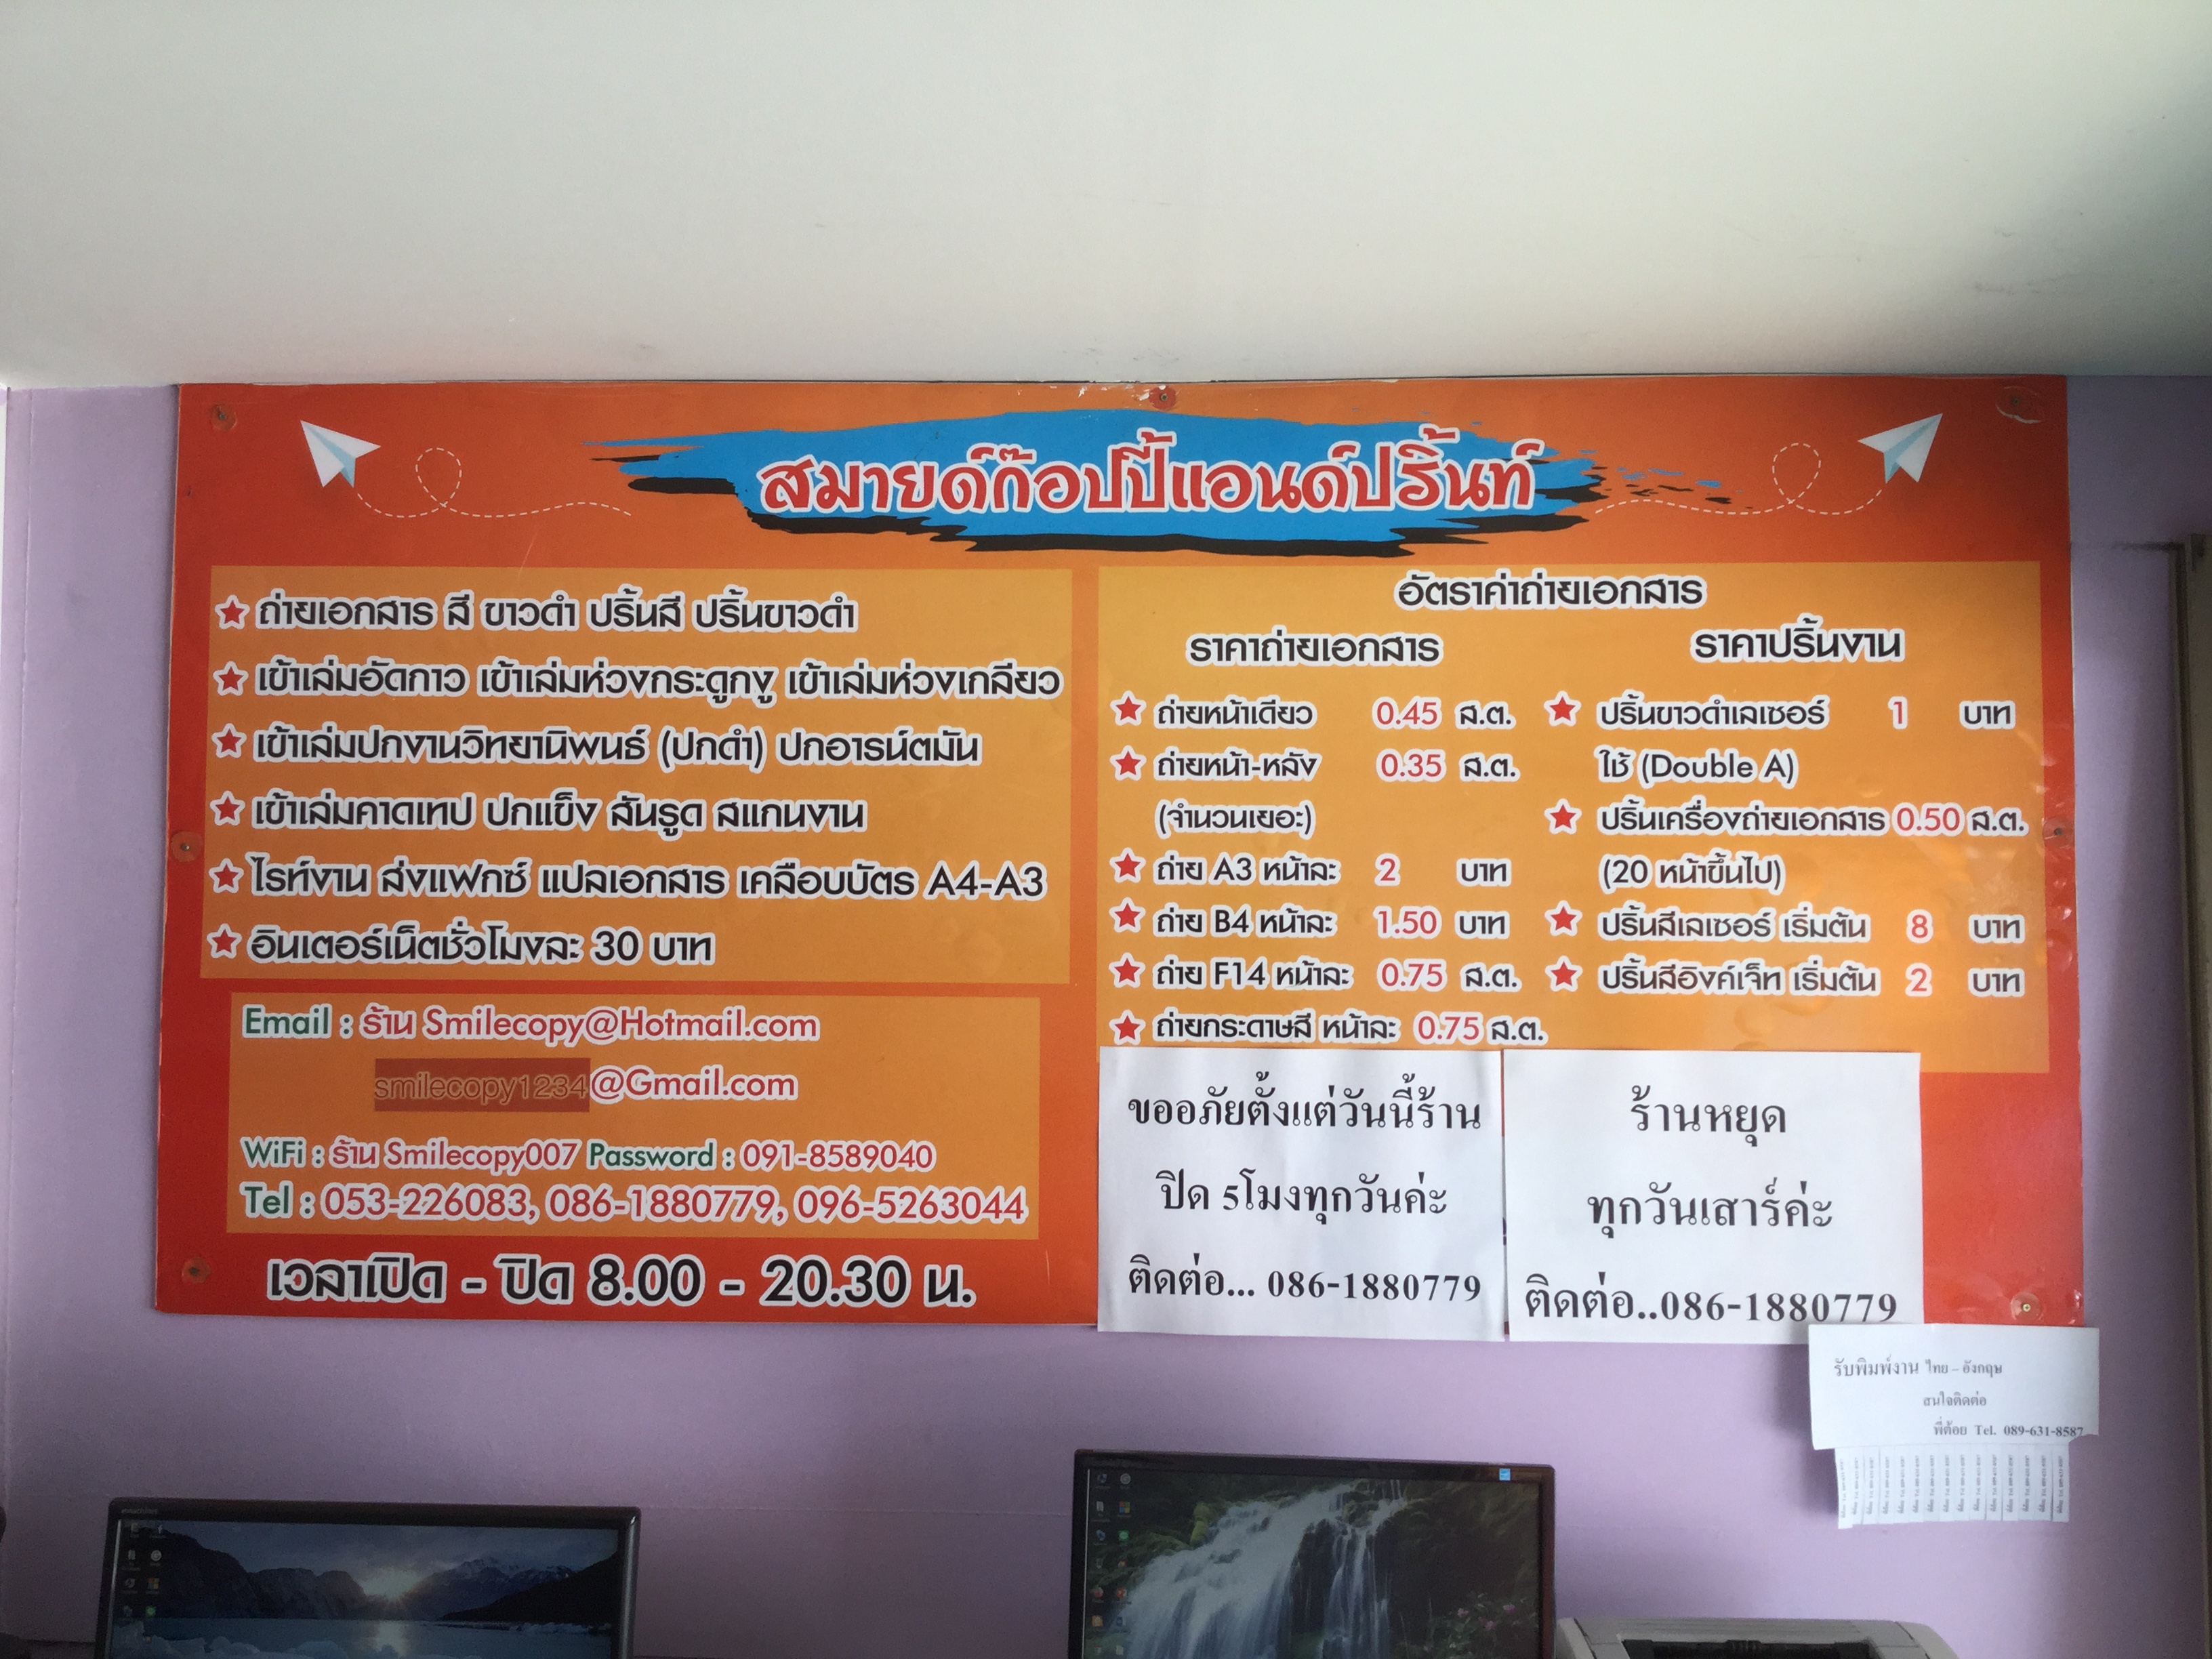 สมายด์ก๊อปปี้แอนด์ปริ้นท์
ถ่ายเอกสาร สี ขาวดำ ปริ้นสี ปริ้นขาวดำ
เข้าเล่มอัดกาว เข้าเล่มห่วงกระดูกงู เข้าเล่มห่วงเกลียว
เข้าเล่มปกงานวิทยานิพนธ์ (ปกดำ) ปกอารน์ตมัน
เข้าเล่มคาดเทป ปกแข็ง สันรูด สแกนงาน
ไรท์งาน ส่งแฟกซ์ แปลเอกสาร เคลือบบัตร A4-A3
อินเตอร์เน็ตชั่วโมงละ 30 บาท
Email : ร้าน Smilecopy@Hotmail.com
smilecopy1234@Gmail.com
WiFi : ร้าน Smilecopy007 Password : 091-8589040
Tel : 053-226083, 086-1880779, 096-5263044
เวลาเปิด - ปิด 8.00 - 20.30 น.
อัตราค่าถ่ายเอกสาร
ราคาถ่ายเอกสาร
ถ่ายหน้าเดียว 0.45 ส.ต.
ถ่ายหน้า-หลัง 0.35 ส.ต.
(จำนวนเยอะ)
ถ่าย A3 หน้าละ 2 บาท
ถ่าย B4 หน้าละ 1.50 บาท
ถ่าย F14 หน้าละ 0.75 ส.ต.
ถ่ายกระดาษสี หน้าละ 0.75 ส.ต.
ราคาปริ้นงาน
ปริ้นขาวดำเลเซอร์ 1 บาท
ใช้ (Double A)
ปริ้นเครื่องถ่ายเอกสาร 0.50 ส.ต.
(20 หน้าขึ้นไป)
ปริ้นสีเลเซอร์ เริ่มต้น 8 บาท
ปริ้นสีอิงค์เจ็ท เริ่มต้น 2 บาท
ขออภัยตั้งแต่วันนี้ร้าน
ปิด 5โมงทุกวันค่ะ
ติดต่อ... 086-1880779
ร้านหยุด
ทุกวันเสาร์ค่ะ
ติดต่อ..086-1880779
รับพิมพ์งาน ไทย – อังกฤษ
สนใจติดต่อ
พี่ต้อย Tel. 089-631-8587